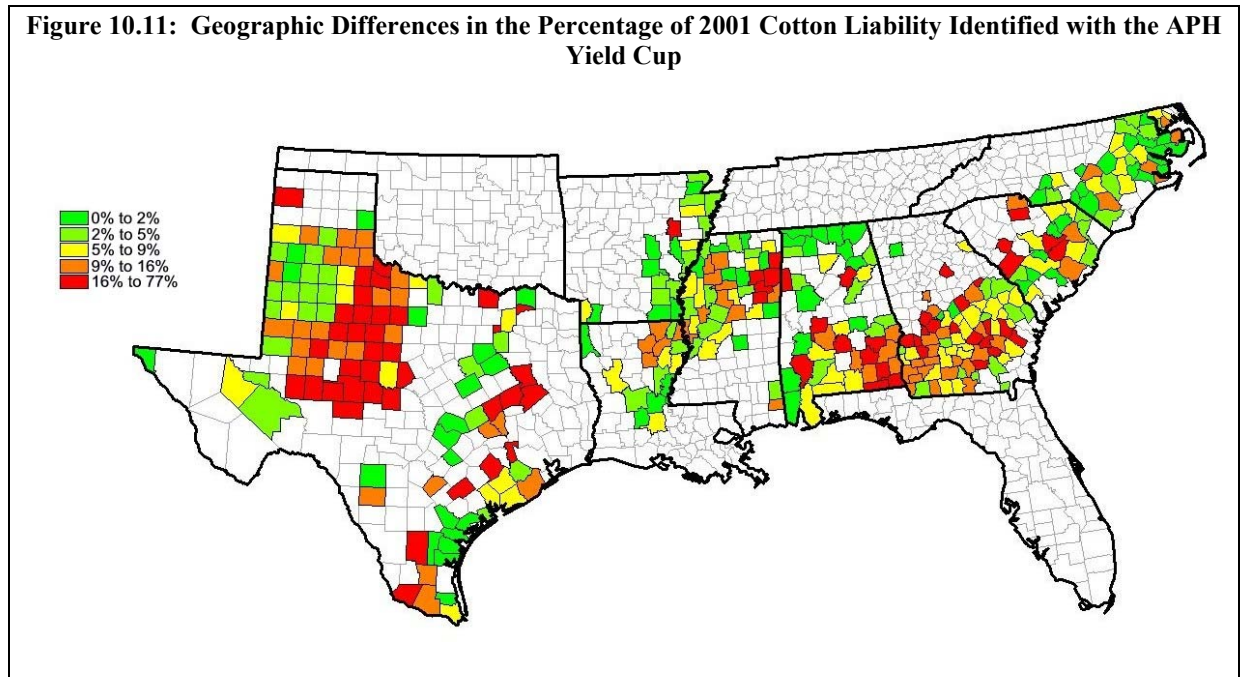 Figure 10.11: Geographic Differences in the Percentage of 2001 Cotton Liability Identified with the APH
Yield Cup
0% to 2%
2% to 5%
5% to 9%
9% to 16%
16% to 77%